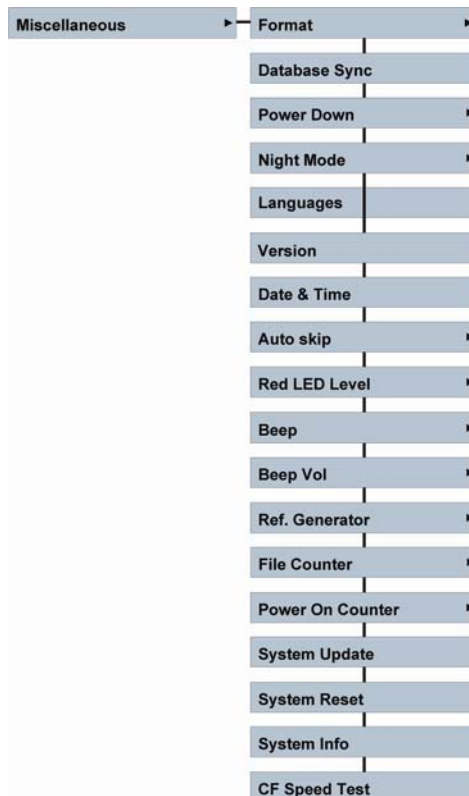 Miscellaneous
Format
Database Sync
Power Down
Night Mode
Languages
Version
Date & Time
Auto skip
Red LED Level
Beep
Beep Vol
Ref. Generator
File Counter
Power On Counter
System Update
System Reset
System Info
CF Speed Test